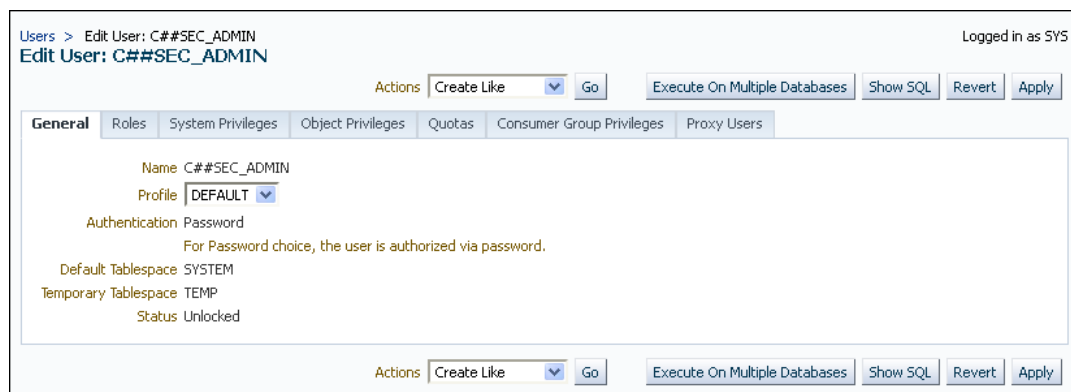 Users > Edit User: C##SEC_ADMIN Logged in as SYS
Edit User: C##SEC_ADMIN
Actions Create Like Go Execute On Multiple Databases Show SQL Revert Apply
General Roles System Privileges Object Privileges Quotas Consumer Group Privileges Proxy Users
Name C##SEC_ADMIN
Profile DEFAULT
Authentication Password
For Password choice, the user is authorized via password.
Default Tablespace SYSTEM
Temporary Tablespace TEMP
Status Unlocked
Actions Create Like Go Execute On Multiple Databases Show SQL Revert Apply